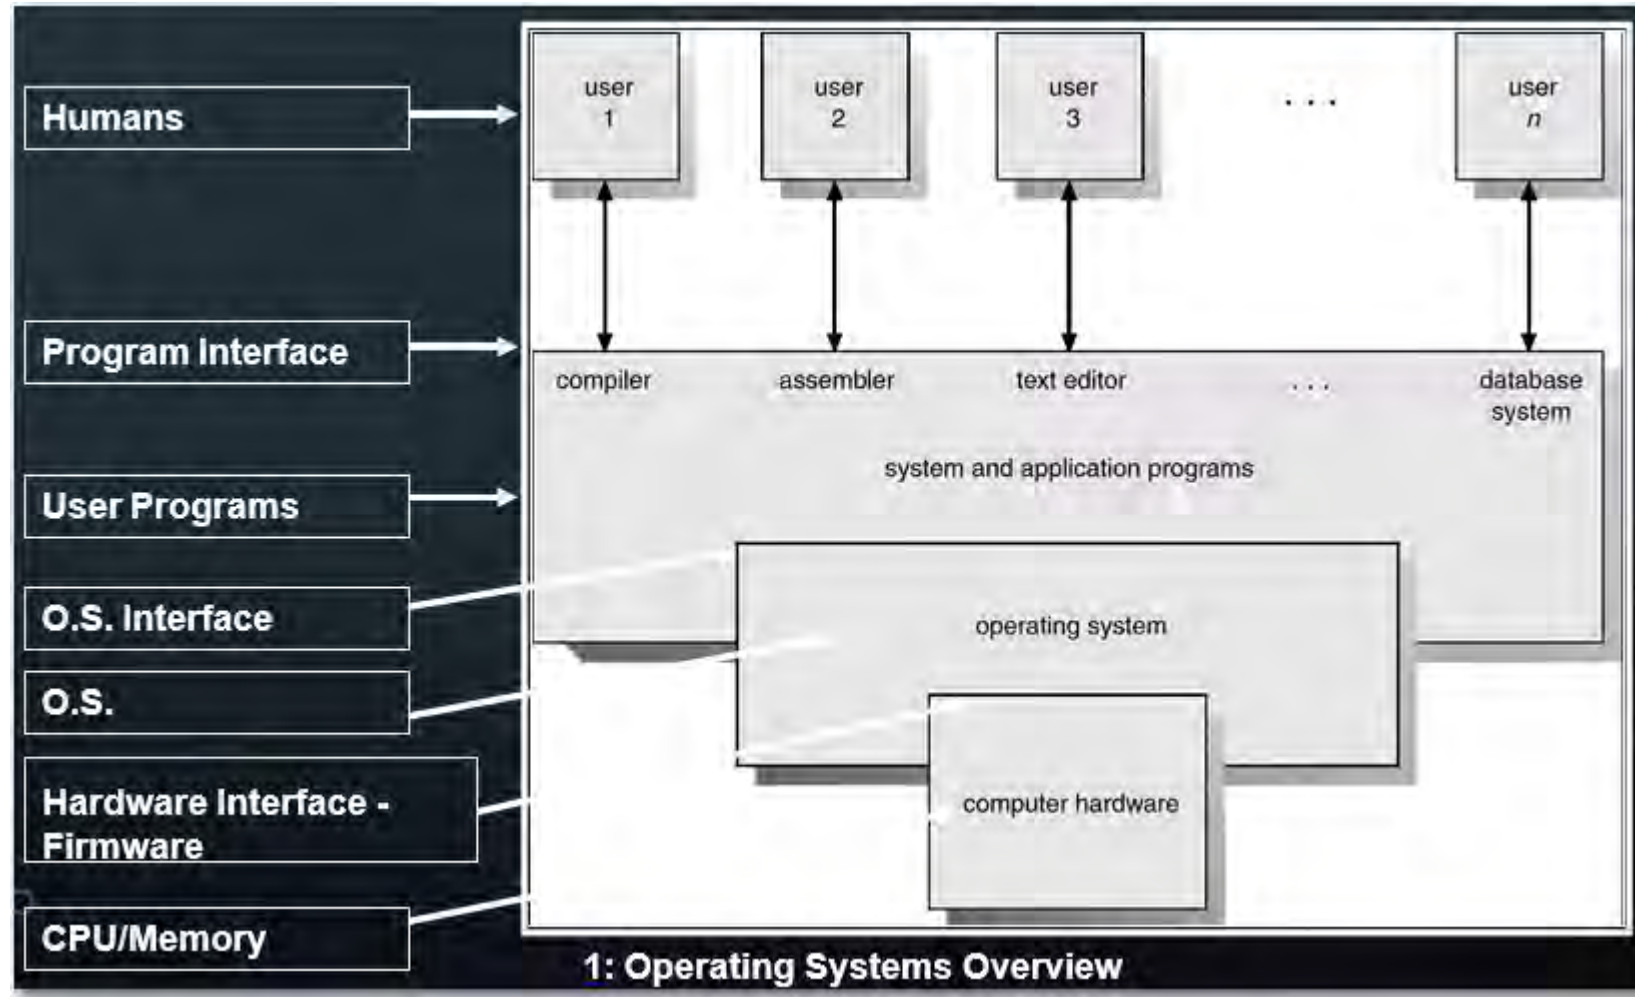 Humans
Program Interface
User Programs
O.S. Interface
O.S.
Hardware Interface -
Firmware
CPU/Memory
user
1
user
2
user
3
. . .
user
n
compiler
assembler
text editor
. . .
database
system
system and application programs
operating system
computer hardware
1: Operating Systems Overview